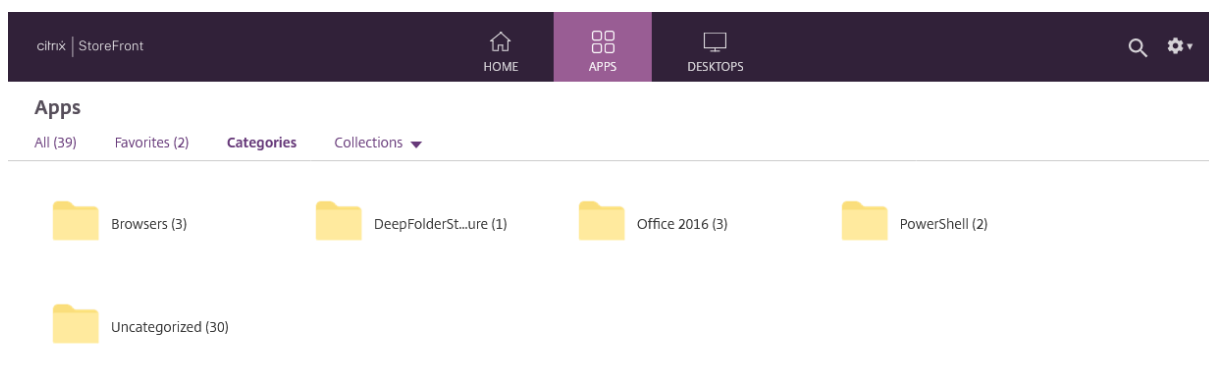 citrix | StoreFront
HOME
APPS
DESKTOPS
Apps
All (39) Favorites (2) Categories Collections
Browsers (3) DeepFolderSt...ure (1) Office 2016 (3) PowerShell (2)
Uncategorized (30)